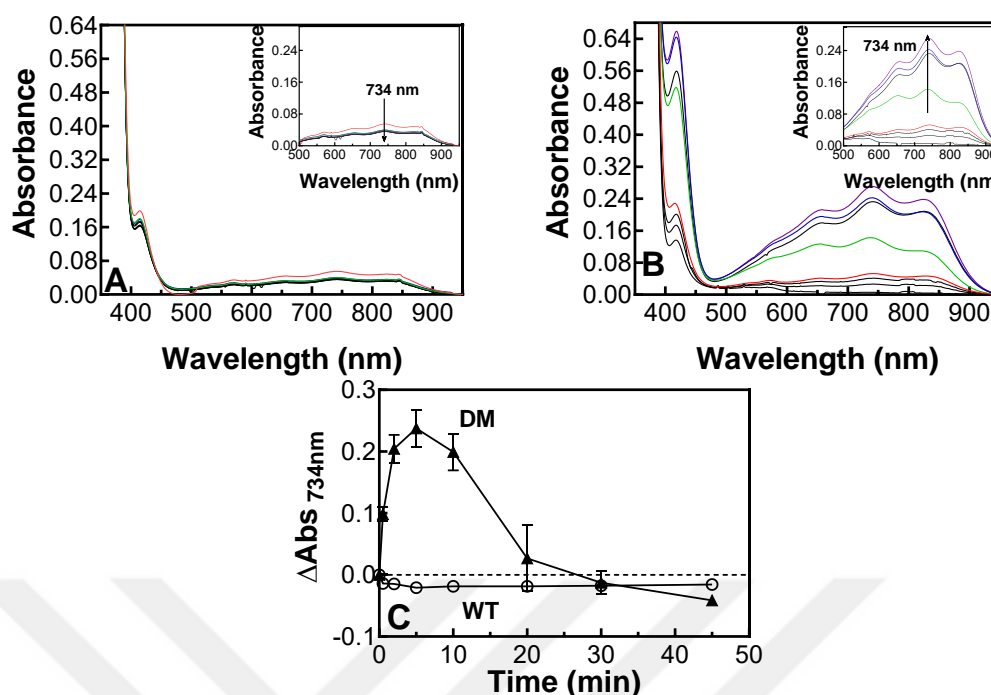 0.64
0.56
0.48
0.40
0.32
0.24
0.16
0.08
0.00
Absorbance
400 500 600 700 800 900
Wavelength (nm)
A
0.24
0.16
0.08
0.00
Absorbance
734 nm
500 600 700 800 900
Wavelength (nm)
0.64
0.56
0.48
0.40
0.32
0.24
0.16
0.08
0.00
Absorbance
400 500 600 700 800 900
Wavelength (nm)
B
0.24
0.16
0.08
0.00
Absorbance
734 nm
500 600 700 800 900
Wavelength (nm)
0.3
0.2
0.1
0.0
-0.1
ΔAbs 734nm
DM
WT
C
0 10 20 30 40 50
Time (min)